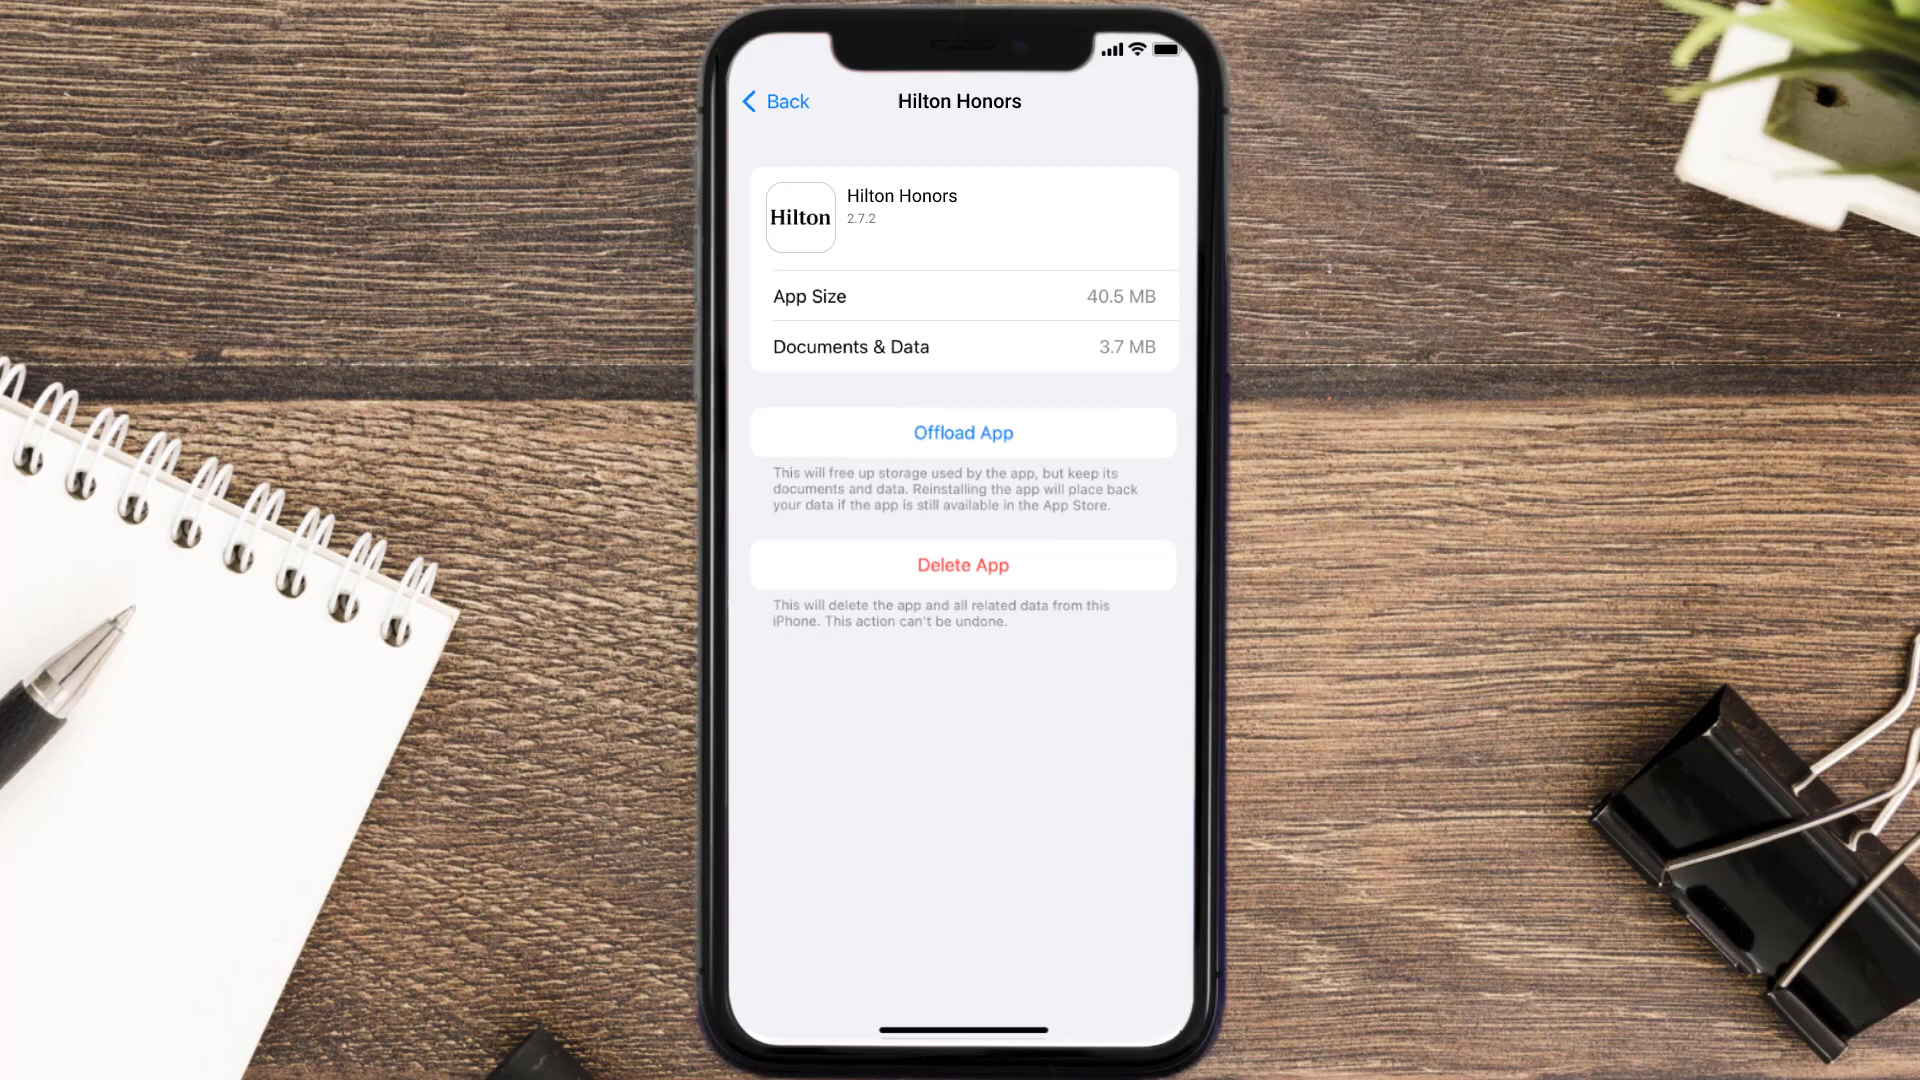 Back
Hilton Honors
Hilton
Hilton Honors
2.7.2
App Size
40.5 MB
Documents & Data
3.7 MB
Offload App
This will free up storage used by the app, but keep its
documents and data. Reinstalling the app will place back
your data if the app is still available in the App Store.
Delete App
This will delete the app and all related data from this
iPhone. This action can't be undone.